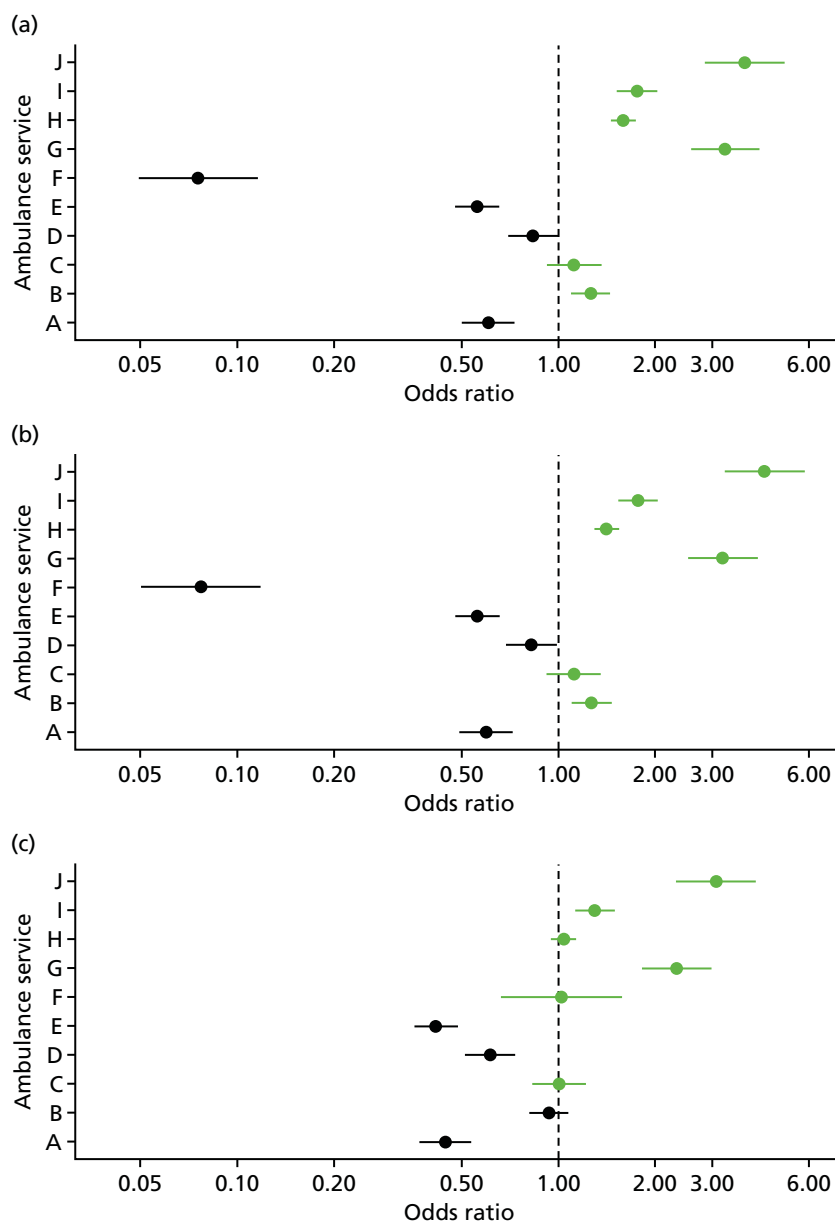 (a)
Ambulance service
J
I
H
G
F
E
D
C
B
A
0.05 0.10 0.20 0.50 1.00 2.00 3.00 6.00
Odds ratio
(b)
Ambulance service
J
I
H
G
F
E
D
C
B
A
0.05 0.10 0.20 0.50 1.00 2.00 3.00 6.00
Odds ratio
(c)
Ambulance service
J
I
H
G
F
E
D
C
B
A
0.05 0.10 0.20 0.50 1.00 2.00 3.00 6.00
Odds ratio